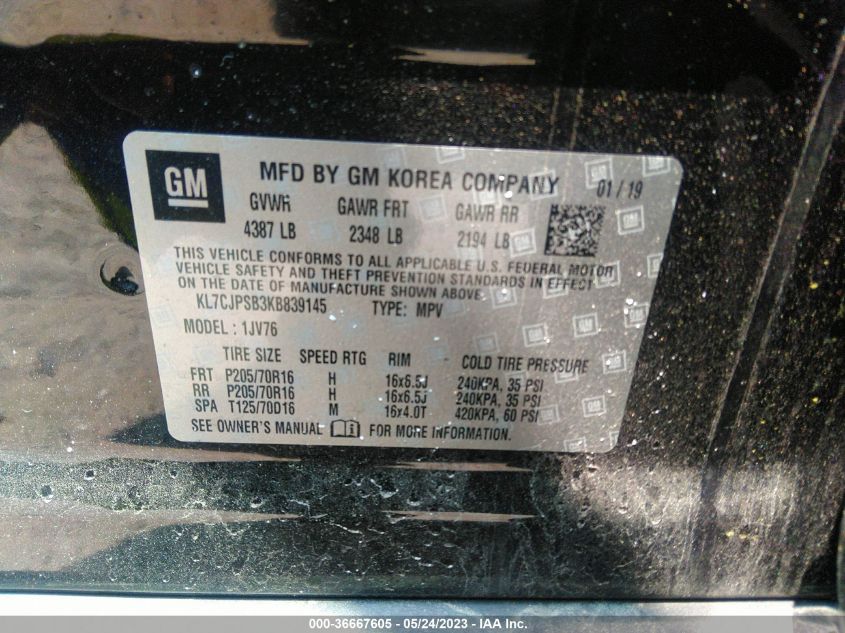 GM
MFD BY GM KOREA COMPANY 01/19
GVWR GAWR FRT GAWR RR
4387 LB 2348 LB 2194 LB
THIS VEHICLE CONFORMS TO ALL APPLICABLE U.S. FEDERAL MOTOR
VEHICLE SAFETY AND THEFT PREVENTION STANDARDS IN EFFECT
ON THE DATE OF MANUFACTURE SHOWN ABOVE.
KL7CJPSB3KB839145 TYPE: MPV
MODEL : 1JV76
TIRE SIZE SPEED RTG RIM COLD TIRE PRESSURE
FRT P205/70R16 H 16x6.5J 240KPA, 35 PSI
RR P205/70R16 H 16x6.5J 240KPA, 35 PSI
SPA T125/70D16 M 16x4.0T 420KPA, 60 PSI
SEE OWNER'S MANUAL FOR MORE INFORMATION.
000-36667605 - 05/24/2023 - IAA Inc.